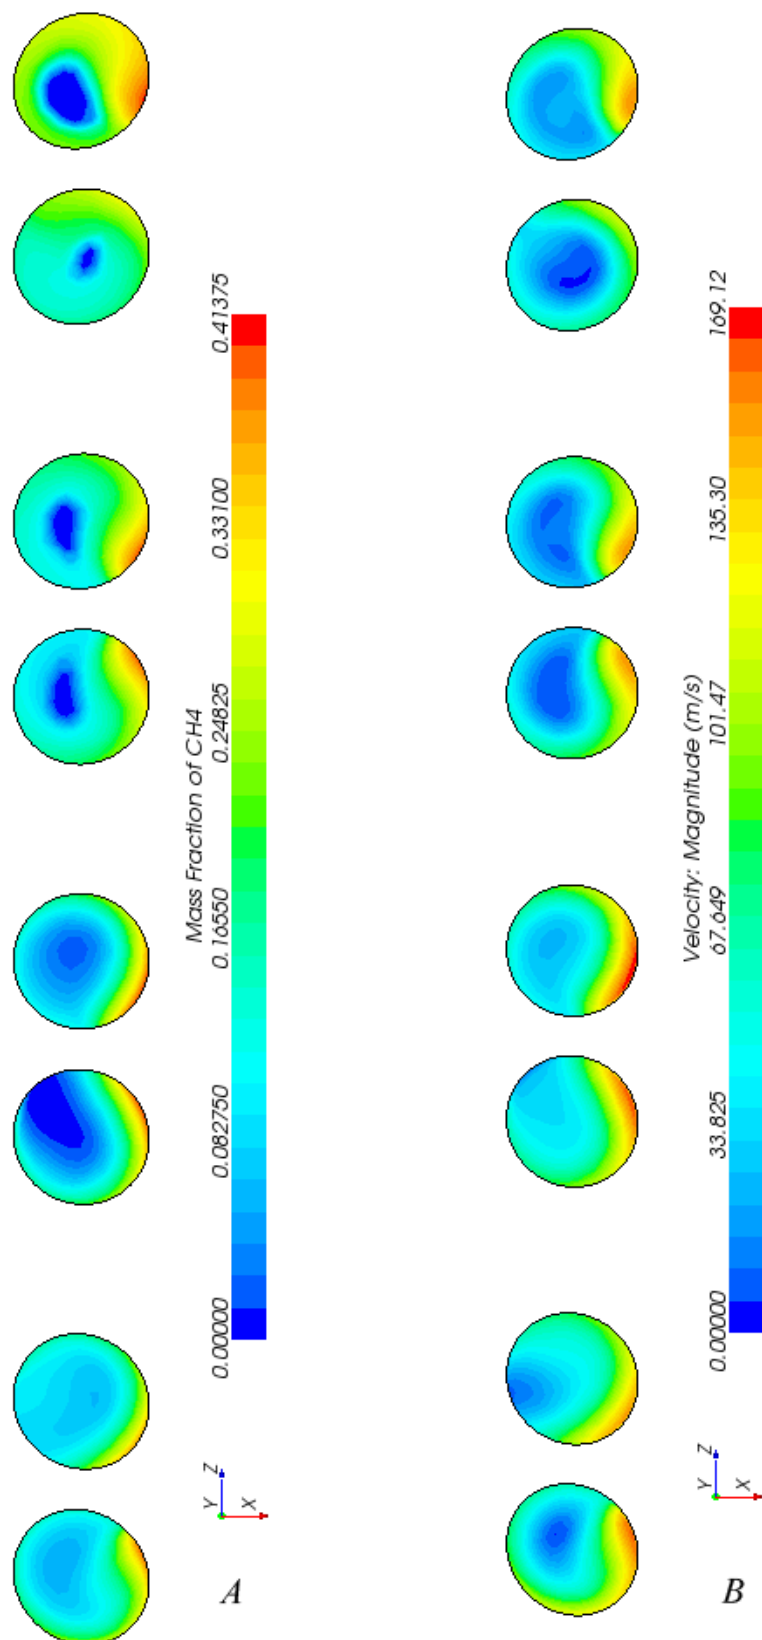 Mass Fraction of CH4
0.00000 0.082750 0.16550 0.24825 0.33100 0.41375
Y Z
X
A
Velocity: Magnitude (m/s)
0.00000 33.825 67.649 101.47 135.30 169.12
Y Z
X
B